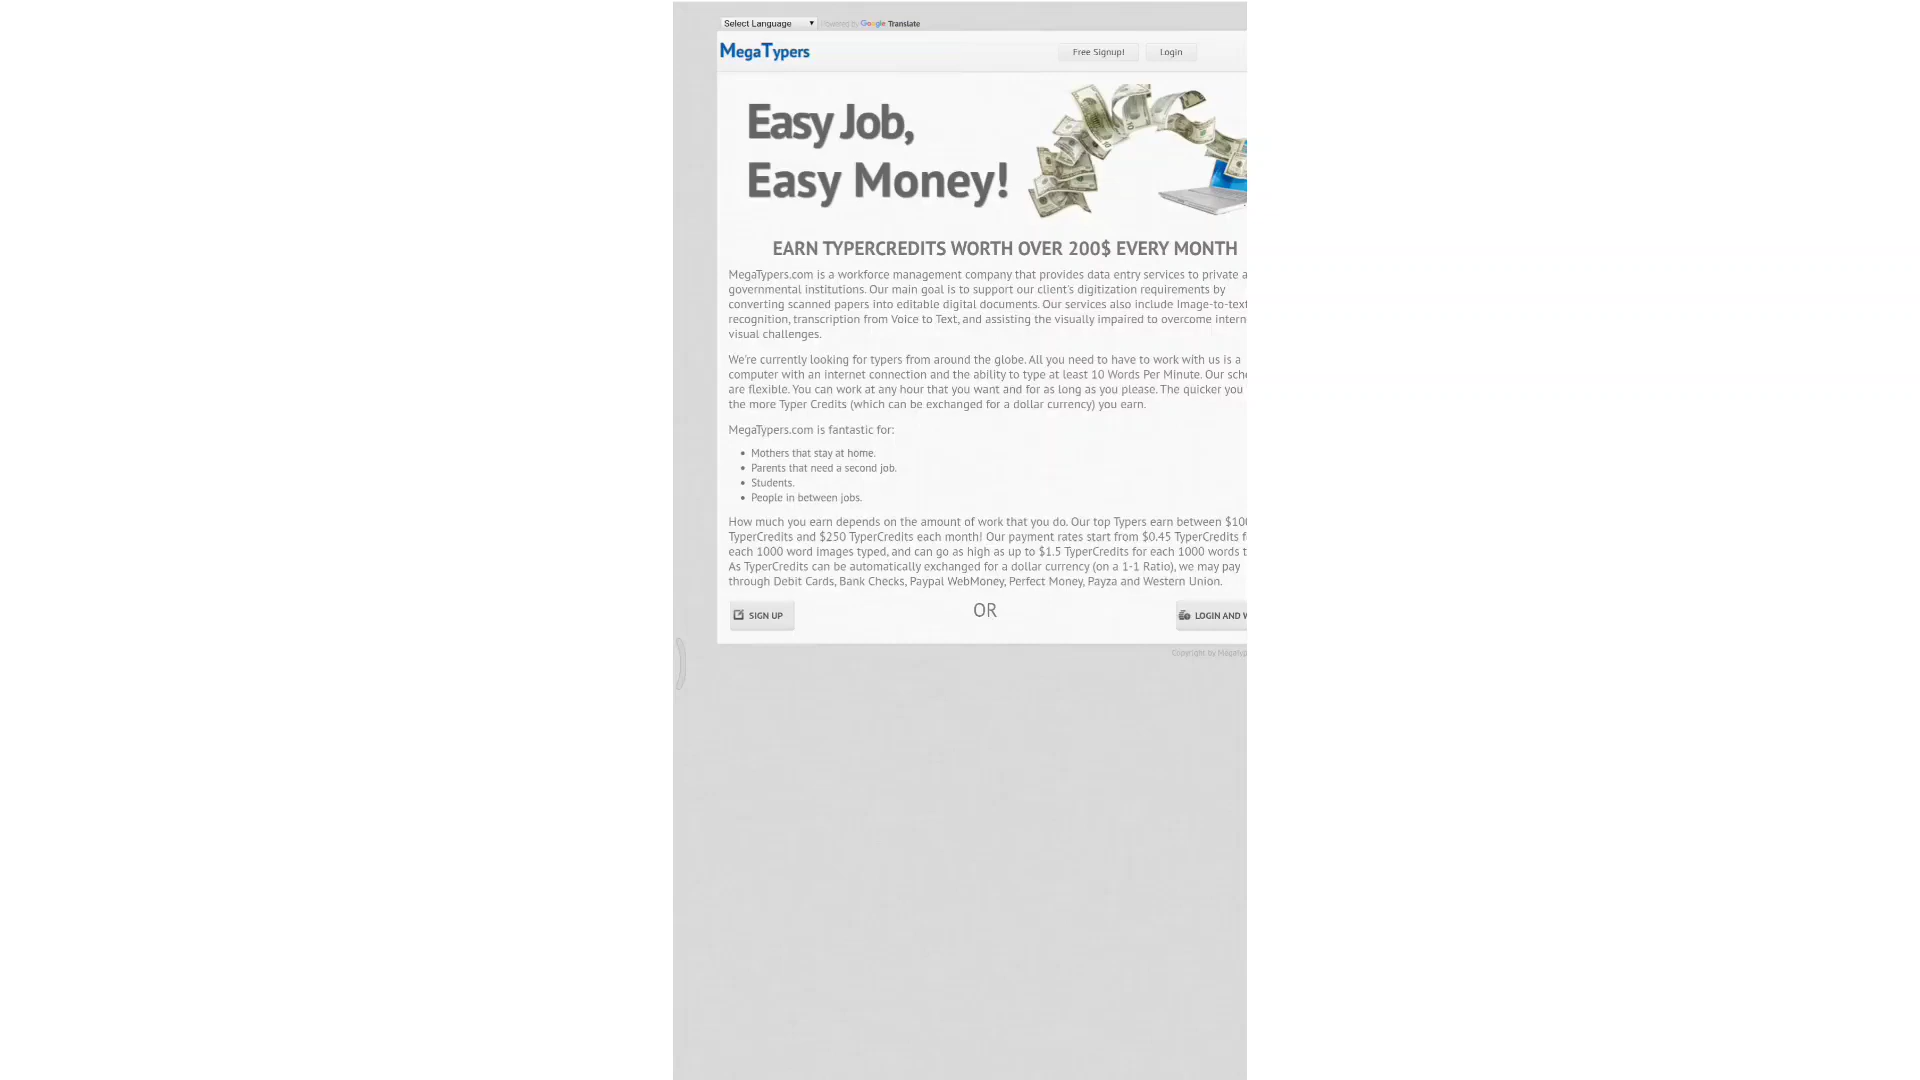 Select Language ▼ Powered by Google Translate
MegaTypers
Free Signup! Login
Easy Job,
Easy Money!
EARN TYPERCREDITS WORTH OVER 200$ EVERY MONTH
MegaTypers.com is a workforce management company that provides data entry services to private
governmental institutions. Our main goal is to support our client's digitization requirements by
converting scanned papers into editable digital documents. Our services also include Image-to-text
recognition, transcription from Voice to Text, and assisting the visually impaired to overcome
visual challenges.
We're currently looking for typers from around the globe. All you need to have to work with us is a
computer with an internet connection and the ability to type at least 10 Words Per Minute. Our
are flexible. You can work at any hour that you want and for as long as you please. The quicker you
the more Typer Credits (which can be exchanged for a dollar currency) you earn.
MegaTypers.com is fantastic for:
• Mothers that stay at home.
• Parents that need a second job.
• Students.
• People in between jobs.
How much you earn depends on the amount of work that you do. Our top Typers earn between
TyperCredits and $250 TyperCredits each month! Our payment rates start from $0.45 TyperCredits
each 1000 word images typed, and can go as high as up to $1.5 TyperCredits for each 1000 words
As TyperCredits can be automatically exchanged for a dollar currency (on a 1-1 Ratio), we may pay
through Debit Cards, Bank Checks, Paypal WebMoney, Perfect Money, Payza and Western Union.
SIGN UP OR LOGIN AND
Copyright by